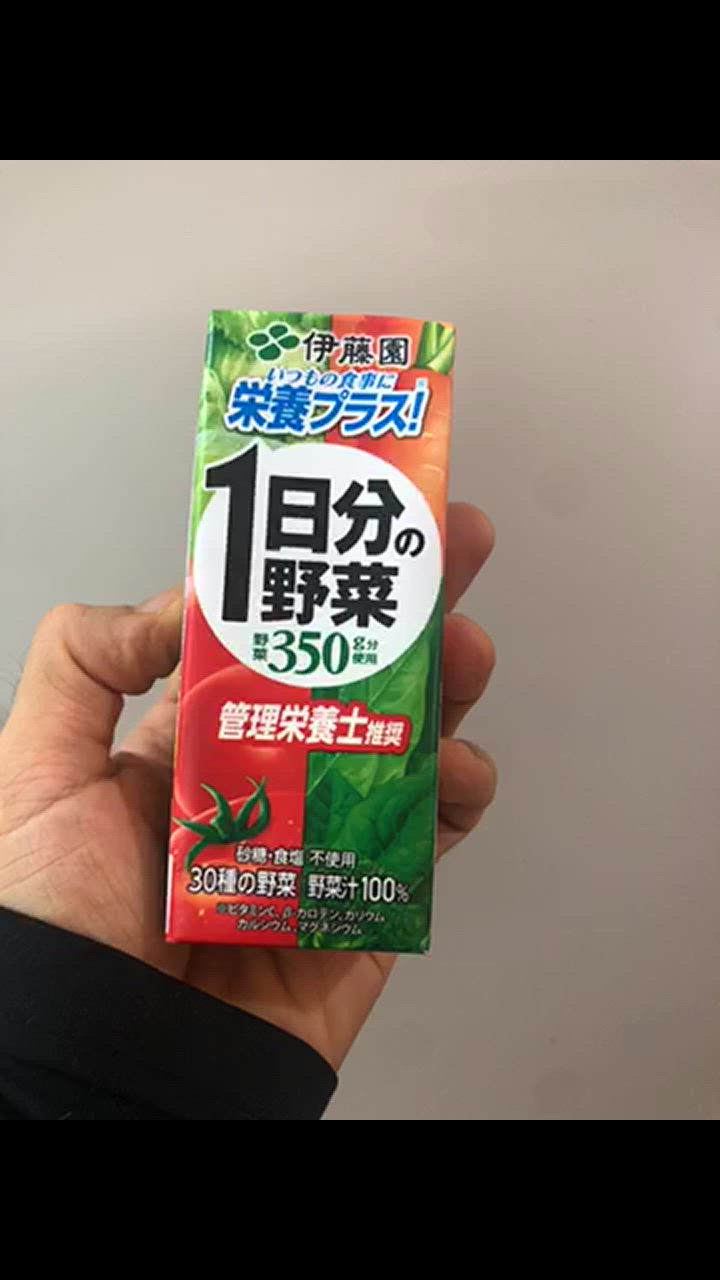 伊藤園
いつもの食事に※
栄養プラス!
1日分の
野菜
野菜350g分使用
管理栄養士推奨
砂糖・食塩 不使用
30種の野菜 野菜汁100%
※ビタミンC、β-カロテン、カリウム
カルシウム、マグネシウム